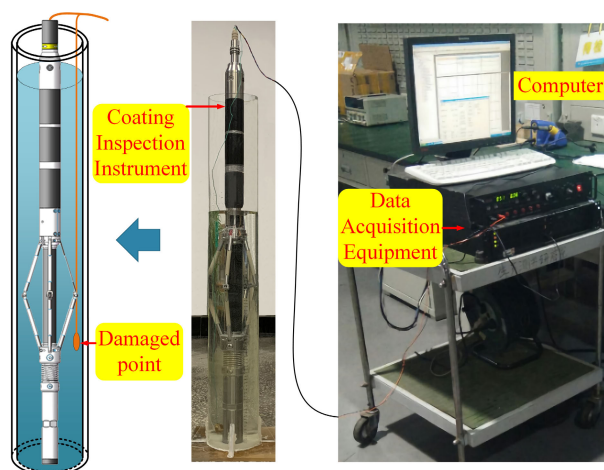 Coating
Inspection
Instrument
Damaged
point
Computer
Data
Acquisition
Equipment